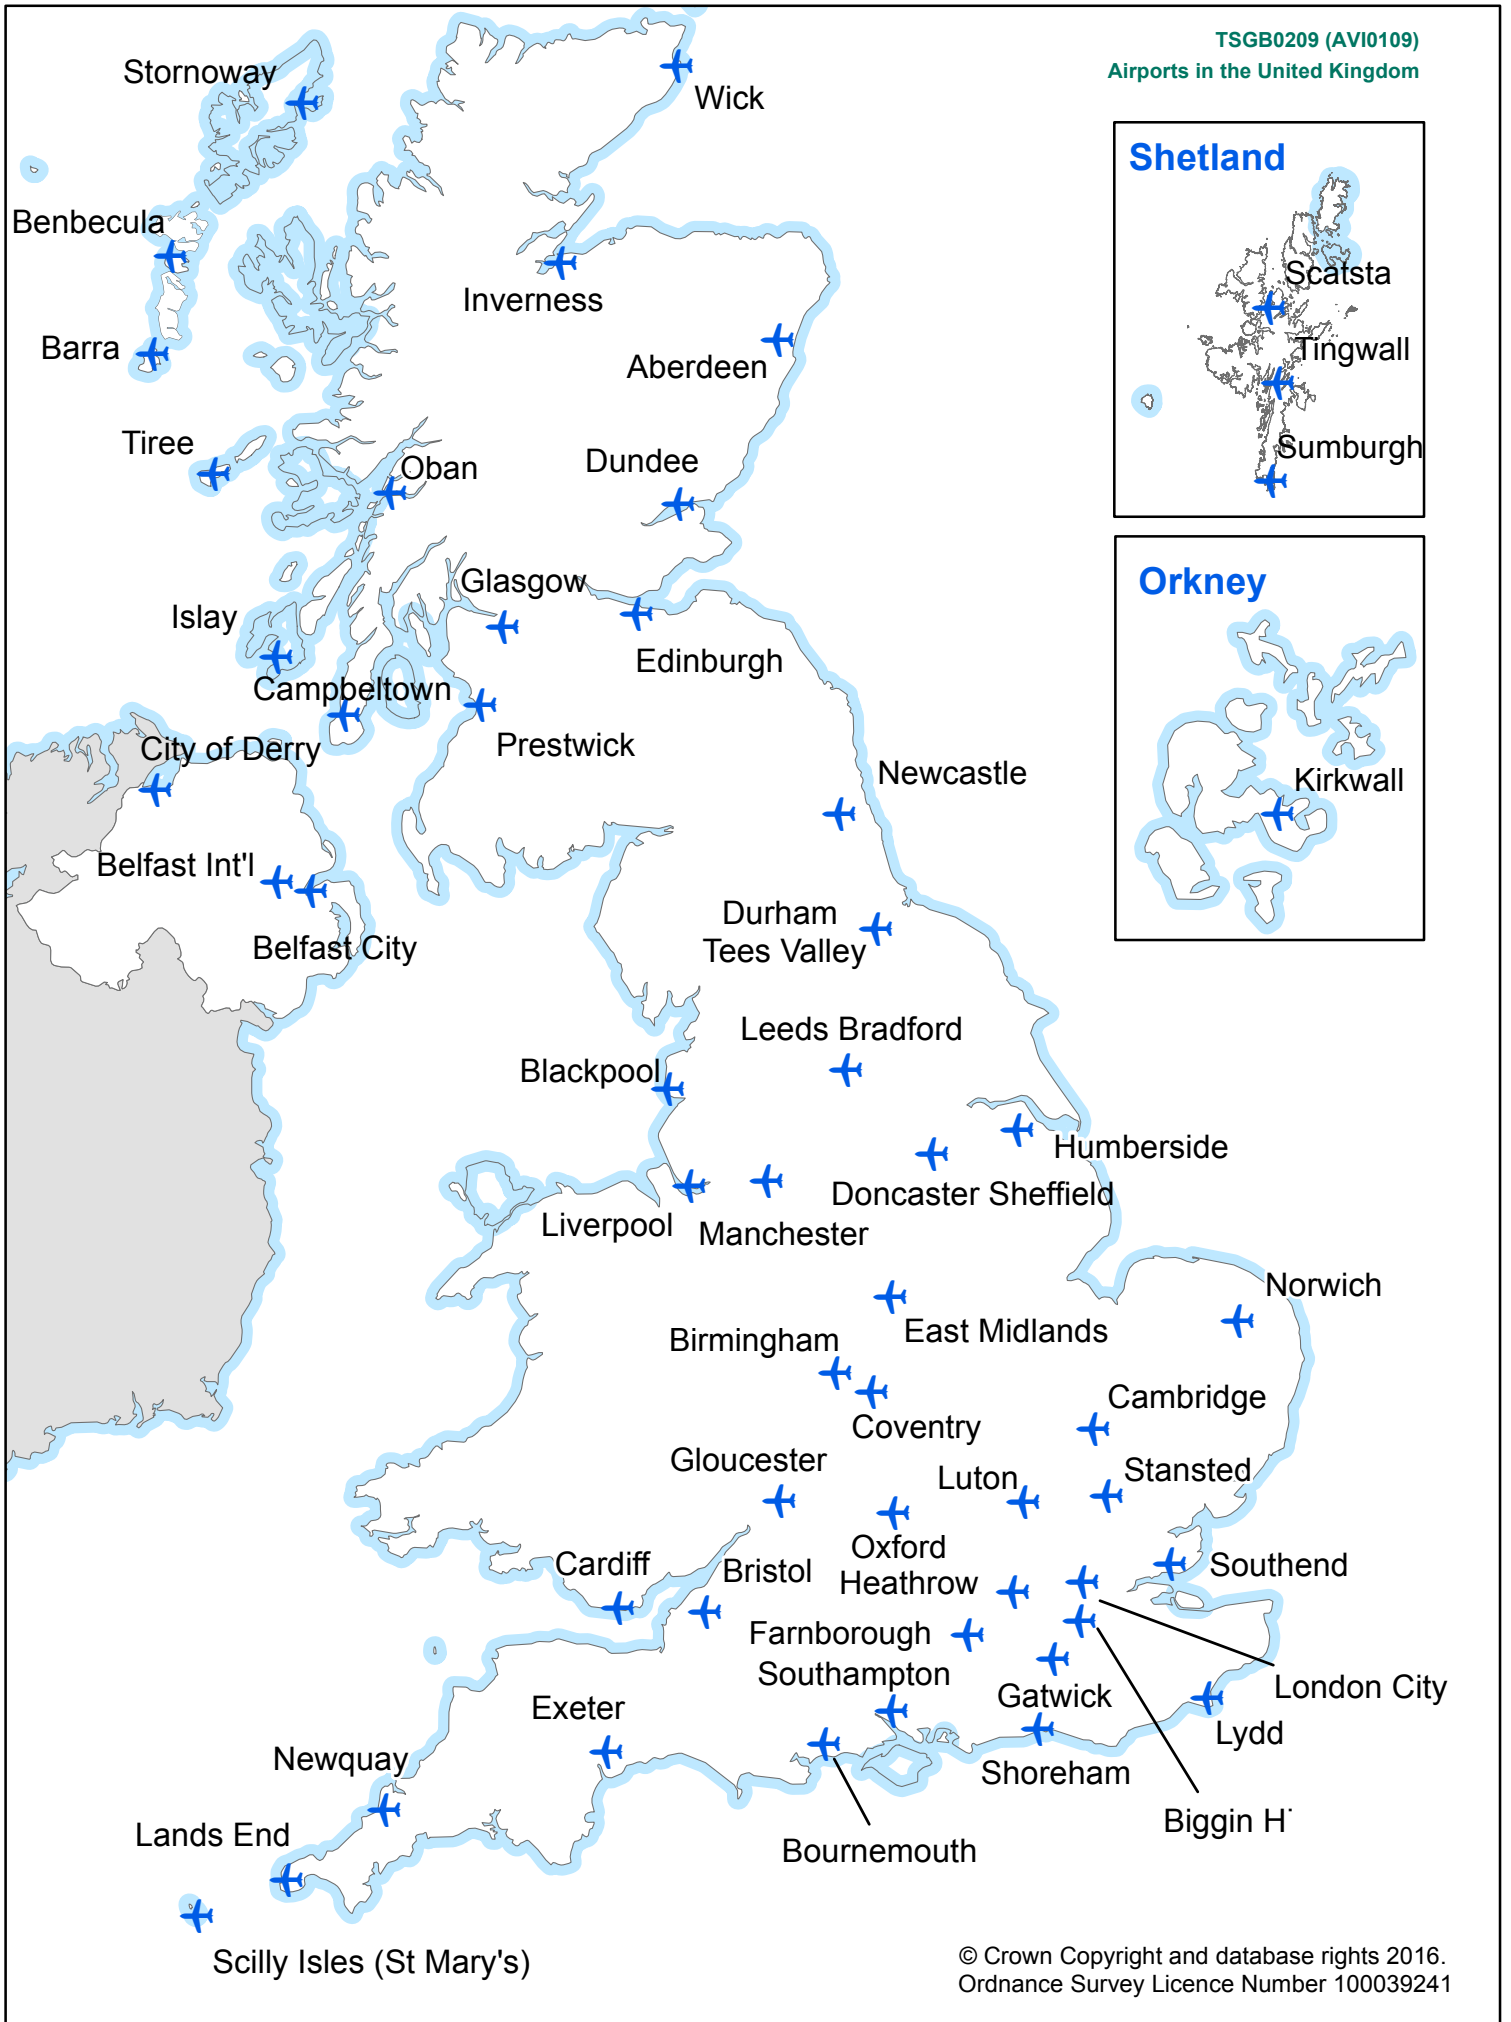 TSGB0209 (AVI0109)
Airports in the United Kingdom
Stornoway
Wick
Shetland
Benbecula
Scatsta
Inverness
Barra
Tingwall
Aberdeen
Tiree
Oban
Dundee
Sumburgh
Glasgow
Orkney
Islay
Edinburgh
Campbeltown
City of Derry
Prestwick
Newcastle
Kirkwall
Belfast Int'l
Durham
Tees Valley
Belfast City
Leeds Bradford
Blackpool
Humberside
Doncaster Sheffield
Liverpool
Manchester
Norwich
East Midlands
Birmingham
Cambridge
Coventry
Gloucester
Luton
Stansted
Oxford
Cardiff
Bristol
Heathrow
Southend
Farnborough
Southampton
London City
Gatwick
Exeter
Lydd
Newquay
Shoreham
Biggin H
Lands End
Bournemouth
Scilly Isles (St Mary's)
© Crown Copyright and database rights 2016.
Ordnance Survey Licence Number 100039241